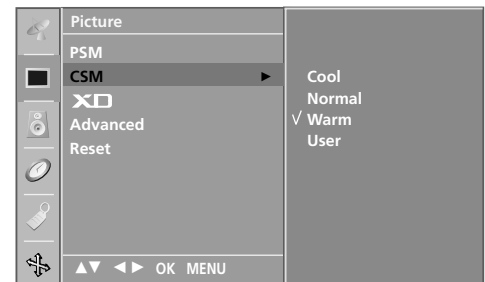 Picture
PSM
CSM ►
XD
Advanced
Reset
Cool
Normal
√ Warm
User
▲▼ ◄► OK MENU